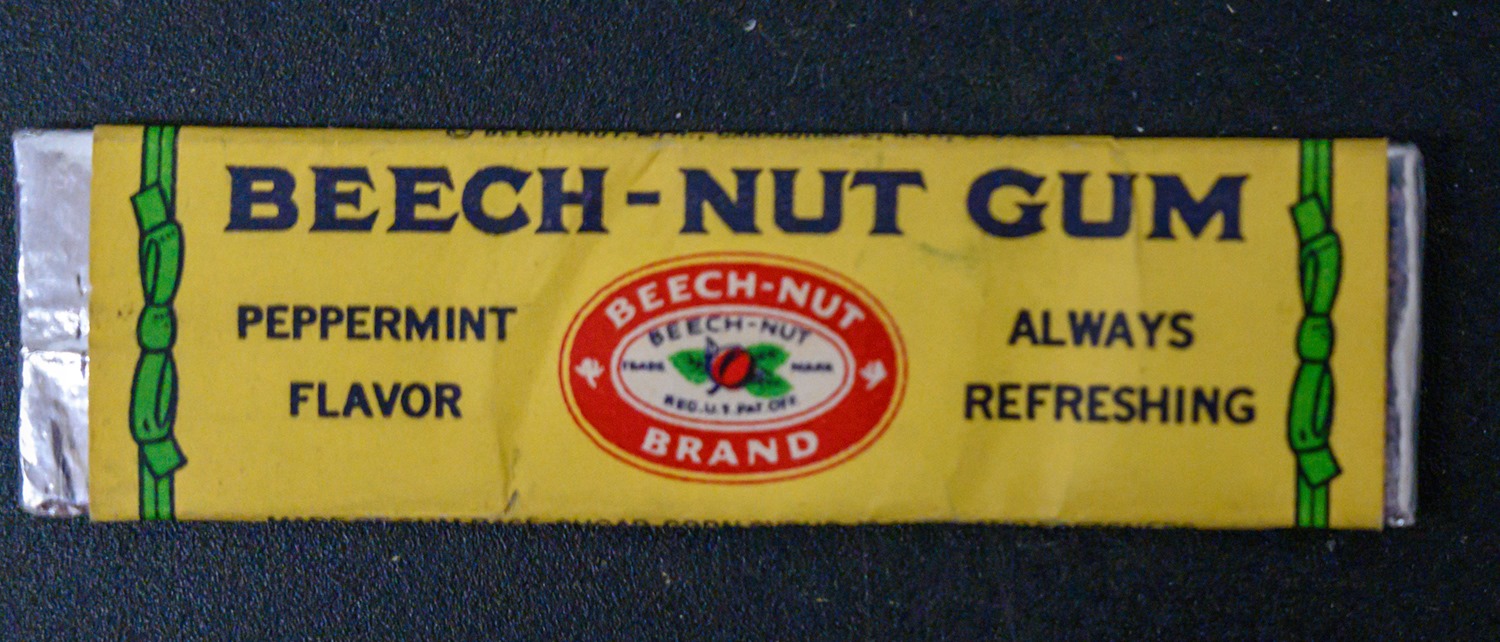 BEECH-NUT GUM
PEPPERMINT
FLAVOR
BEECH-NUT
BEECH-NUT
TRADE MARK
REG. U.S. PAT. OFF.
BRAND
ALWAYS
REFRESHING